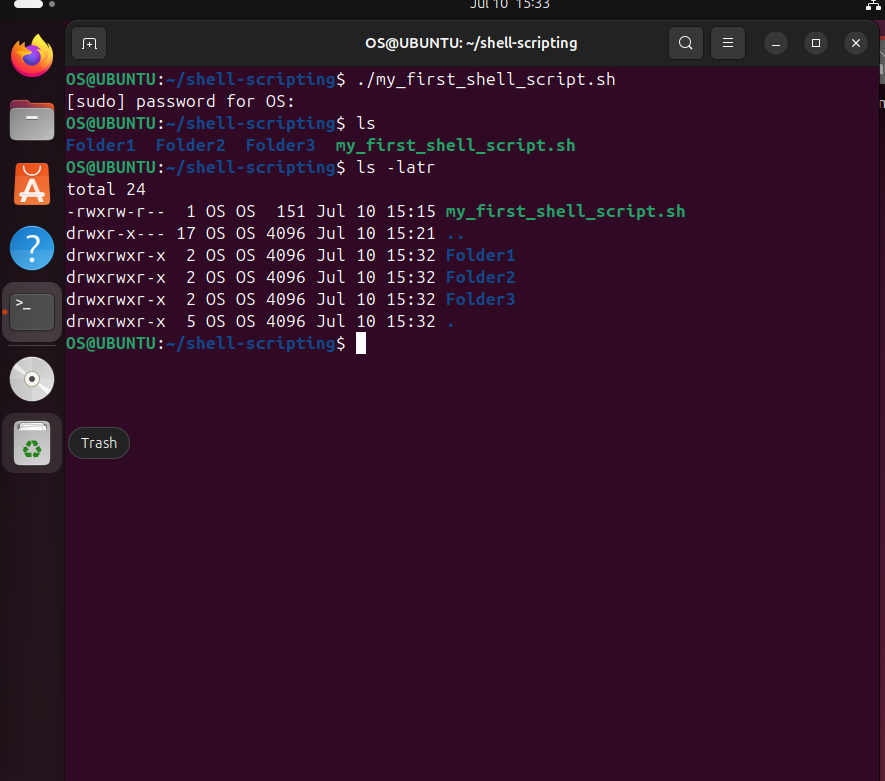 Jul 10 15:33
OS@UBUNTU: ~/shell-scripting
OS@UBUNTU:~/shell-scripting$ ./my_first_shell_script.sh
[sudo] password for OS:
OS@UBUNTU:~/shell-scripting$ ls
Folder1  Folder2  Folder3  my_first_shell_script.sh
OS@UBUNTU:~/shell-scripting$ ls -latr
total 24
-rwxrw-r--  1 OS OS  151 Jul 10 15:15 my_first_shell_script.sh
drwxr-x--- 17 OS OS 4096 Jul 10 15:21 ..
drwxrwxr-x  2 OS OS 4096 Jul 10 15:32 Folder1
drwxrwxr-x  2 OS OS 4096 Jul 10 15:32 Folder2
drwxrwxr-x  2 OS OS 4096 Jul 10 15:32 Folder3
drwxrwxr-x  5 OS OS 4096 Jul 10 15:32 .
OS@UBUNTU:~/shell-scripting$
Trash